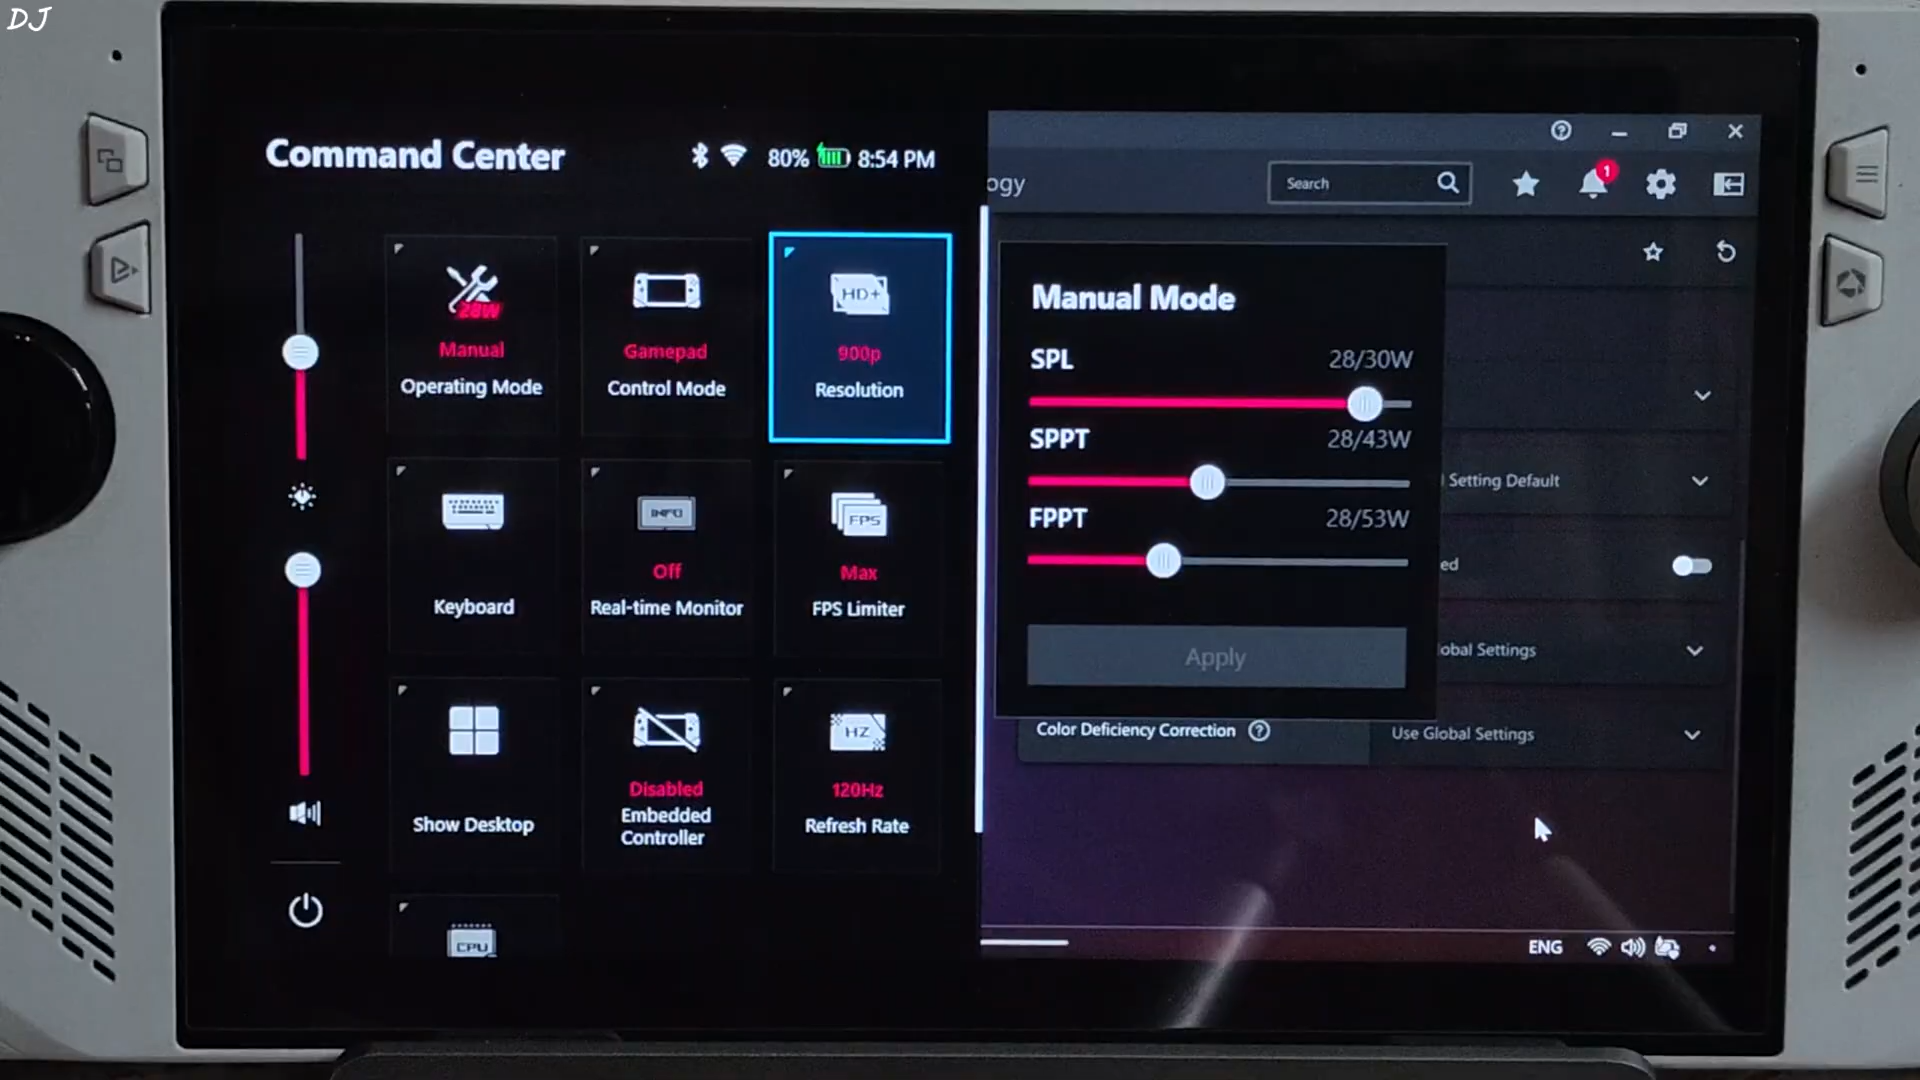 DJ
Command Center
80%
8:54 PM
28W
Manual
Operating Mode
Gamepad
Control Mode
HD+
900p
Resolution
Keyboard
INFO
Off
Real-time Monitor
FPS
Max
FPS Limiter
Show Desktop
Disabled
Embedded
Controller
HZ
120Hz
Refresh Rate
CPU
ogy
Search
1
Manual Mode
SPL 28/30W
SPPT 28/43W
FPPT 28/53W
Apply
Setting Default
ed
obal Settings
Color Deficiency Correction ?
Use Global Settings
ENG